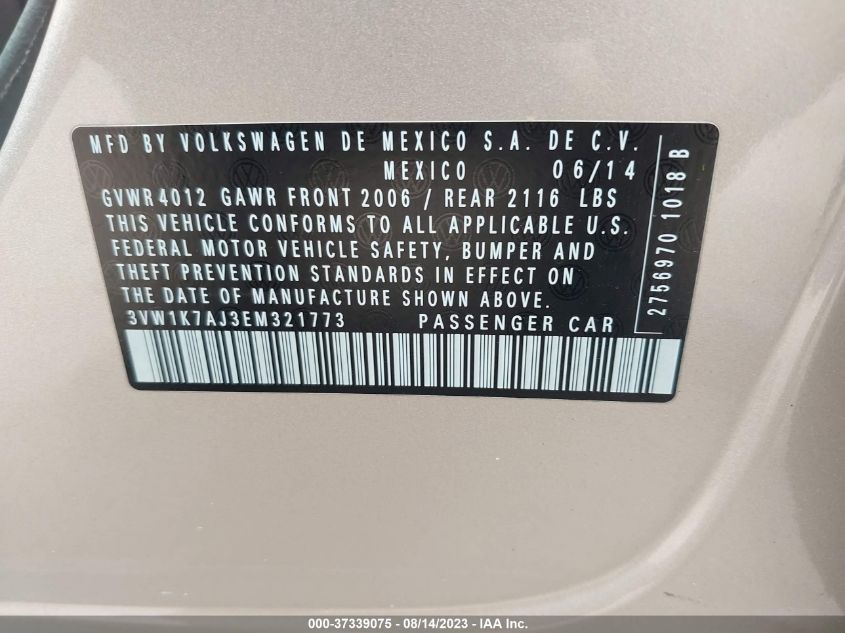 MFD BY VOLKSWAGEN DE MEXICO S.A. DE C.V.
MEXICO 06/14
GVWR 4012 GAWR FRONT 2006 / REAR 2116 LBS
THIS VEHICLE CONFORMS TO ALL APPLICABLE U.S.
FEDERAL MOTOR VEHICLE SAFETY, BUMPER AND
THEFT PREVENTION STANDARDS IN EFFECT ON
THE DATE OF MANUFACTURE SHOWN ABOVE.
3VW1K7AJ3EM321773 PASSENGER CAR
2756970 1018 B
000-37339075 - 08/14/2023 - IAA Inc.